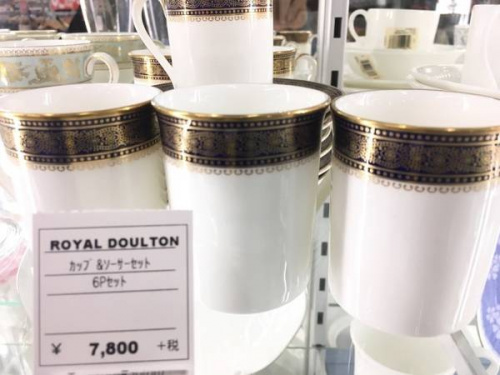 ROYAL DOULTON
ｶｯﾌﾟ&ｿｰｻｰｾｯﾄ
6Pｾｯﾄ
¥ 7,800 +税